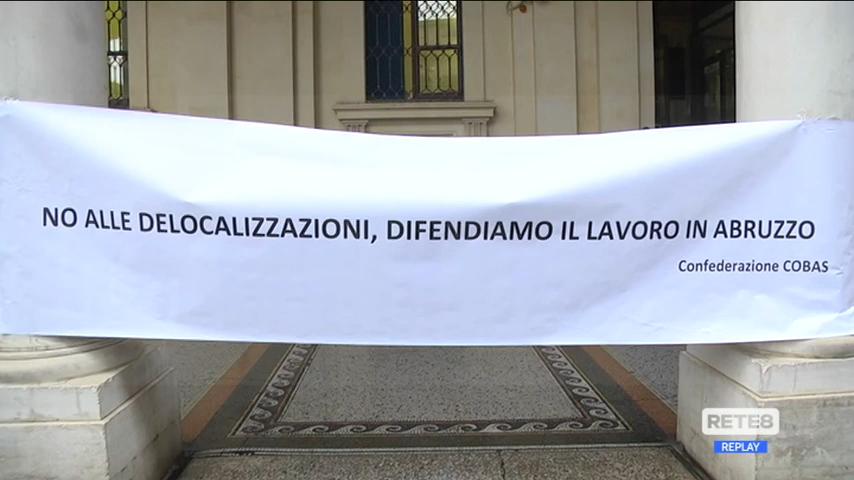 NO ALLE DELOCALIZZAZIONI, DIFENDIAMO IL LAVORO IN ABRUZZO
Confederazione COBAS
RETE8
REPLAY